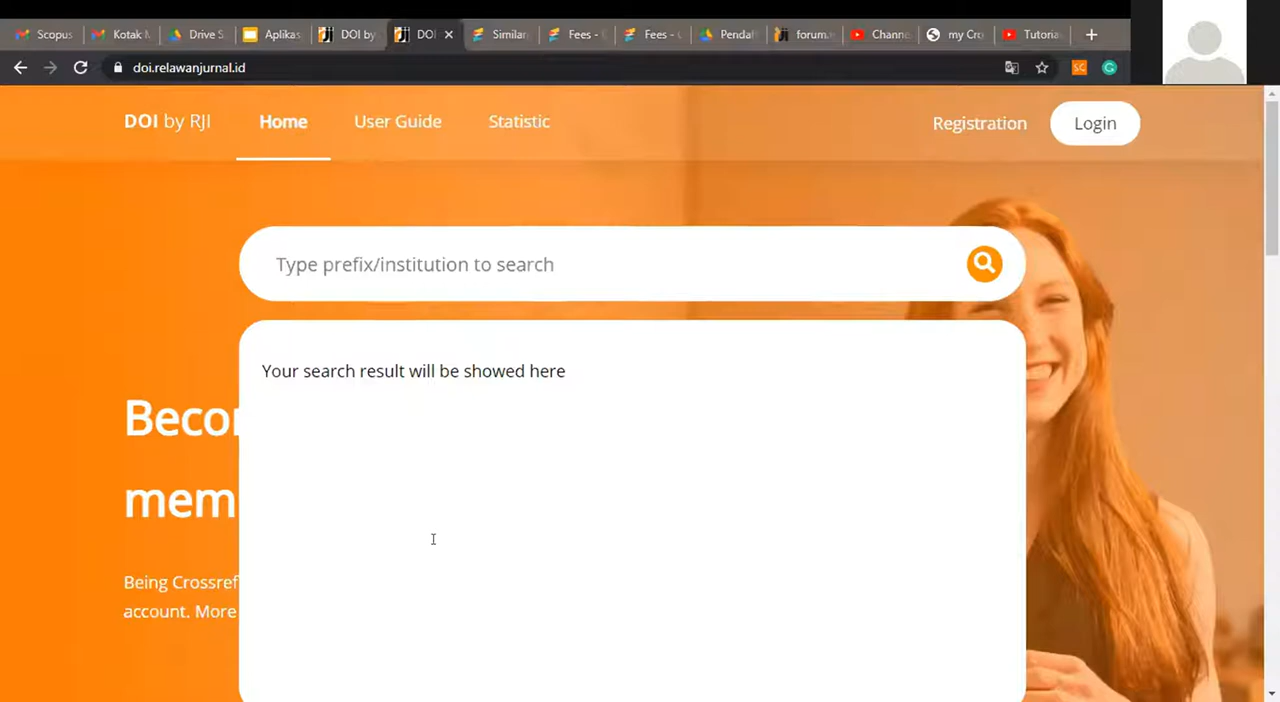 Scopus
Kotak M
Drive S
Aplikas
DOI by
DOI
Similar
Fees - C
Fees - C
Pendaf
forum.
Channe
my Cro
Tutoria
doi.relawanjurnal.id
DOI by RJI
Home
User Guide
Statistic
Registration
Login
Type prefix/institution to search
Your search result will be showed here
Becor
mem
Being Crossref
account. More